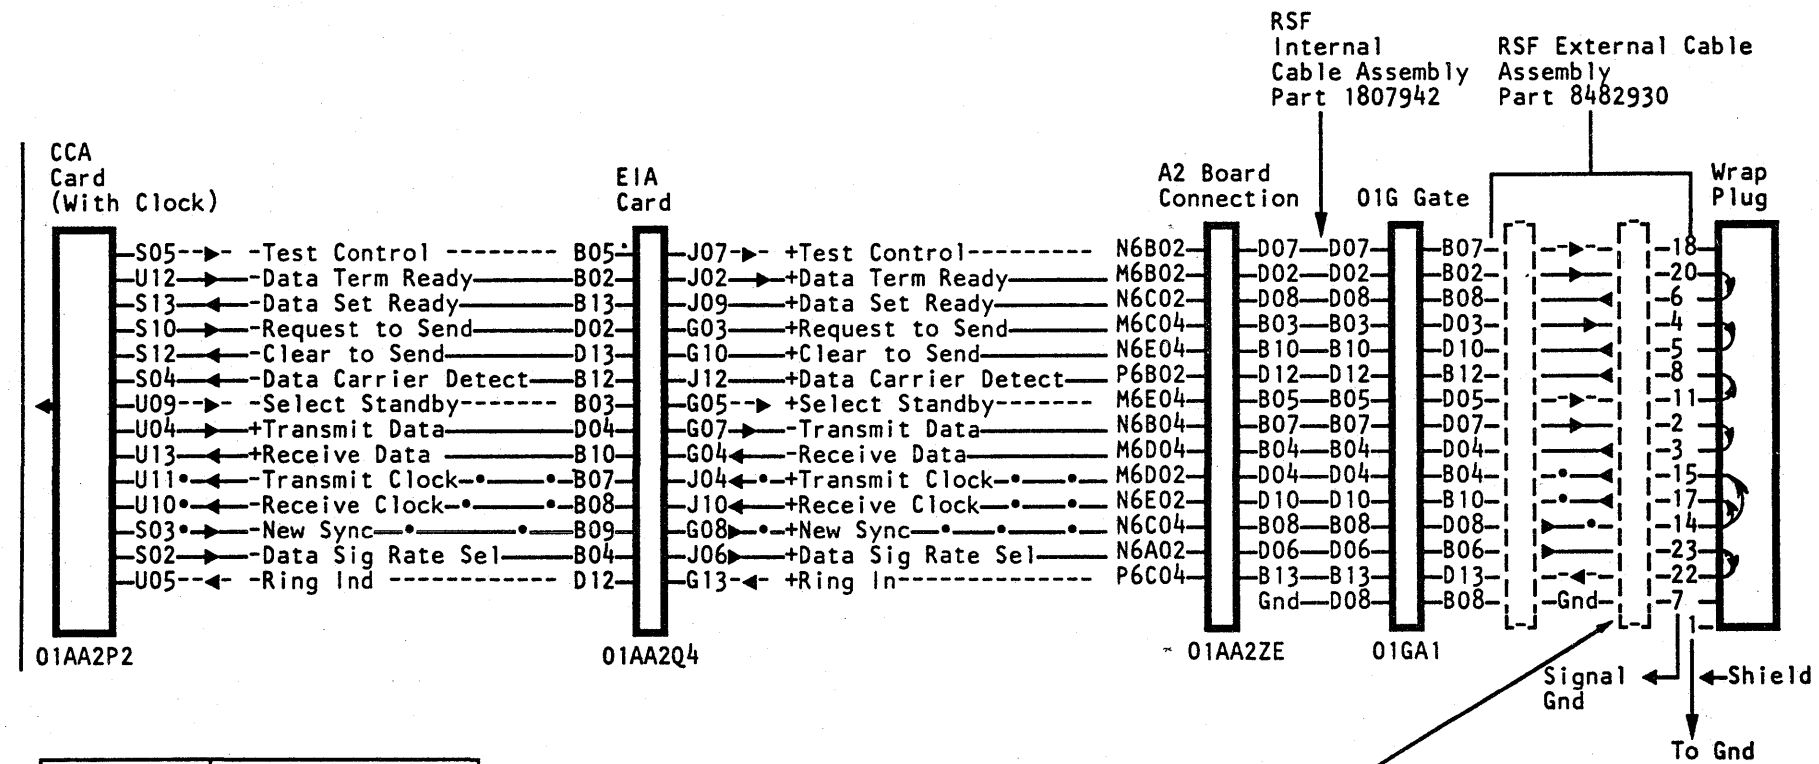 RSF
Internal
Cable Assembly
Part 1807942
RSF External Cable
Assembly
Part 8482930
CCA
Card
(With Clock)
EIA
Card
A2 Board
Connection
01G Gate
Wrap
Plug
S05 -Test Control B05 J07 +Test Control N6B02 D07 D07 B07 18
U12 -Data Term Ready B02 J02 +Data Term Ready M6B02 D02 D02 B02 20
S13 -Data Set Ready B13 J09 +Data Set Ready N6C02 D08 D08 B08 6
S10 -Request to Send D02 G03 +Request to Send M6C04 B03 B03 D03 4
S12 -Clear to Send D13 G10 +Clear to Send N6E04 B10 B10 D10 5
S04 -Data Carrier Detect B12 J12 +Data Carrier Detect P6B02 D12 D12 B12 8
U09 -Select Standby B03 G05 +Select Standby M6E04 B05 B05 D05 11
U04 +Transmit Data D04 G07 -Transmit Data N6B04 B07 B07 D07 2
U13 +Receive Data B10 G04 -Receive Data M6D04 B04 B04 D04 3
U11 -Transmit Clock B07 J04 +Transmit Clock M6D02 D04 D04 B04 15
U10 -Receive Clock B08 J10 +Receive Clock N6E02 D10 D10 B10 17
S03 -New Sync B09 G08 +New Sync N6C04 B08 B08 D08 14
S02 -Data Sig Rate Sel B04 J06 +Data Sig Rate Sel N6A02 D06 D06 B06 23
U05 -Ring Ind D12 G13 +Ring In P6C04 B13 B13 D13 22
Gnd D08 B08 Gnd 7
1
01AA2P2
01AA2Q4
01AA2ZE
01GA1
Signal
Gnd
Shield
To Gnd